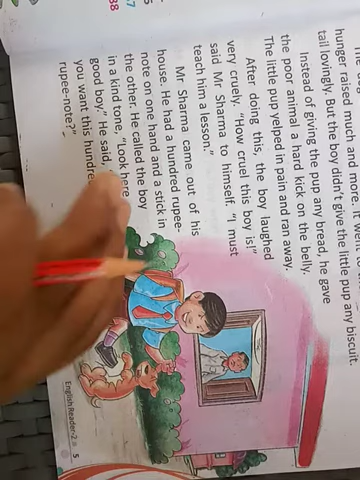 hunger raised much and more. I
tail lovingly. But the boy didn't give the little pup any biscuit.
Instead of giving the pup any bread, he gave
the poor animal a hard kick on the belly.
The little pup yelped in pain and ran away.
After doing this, the boy laughed
very cruely. "How cruel this boy is!"
said Mr Sharma to himself. "I must
teach him a lesson."
Mr Sharma came out of his
house. He had a hundred rupee-
note on one hand and a stick in
the other. He called the boy
in a kind tone, "Look here
good boy." He said,
you want this hundre
rupee-note?"
English Reader-2 5